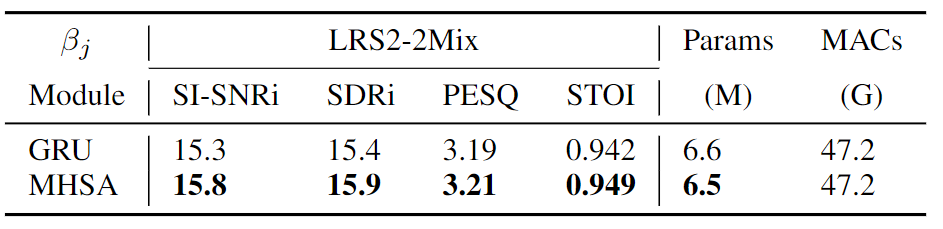 βj LRS2-2Mix Params MACs
Module SI-SNRi SDRi PESQ STOI (M) (G)
GRU 15.3 15.4 3.19 0.942 6.6 47.2
MHSA 15.8 15.9 3.21 0.949 6.5 47.2